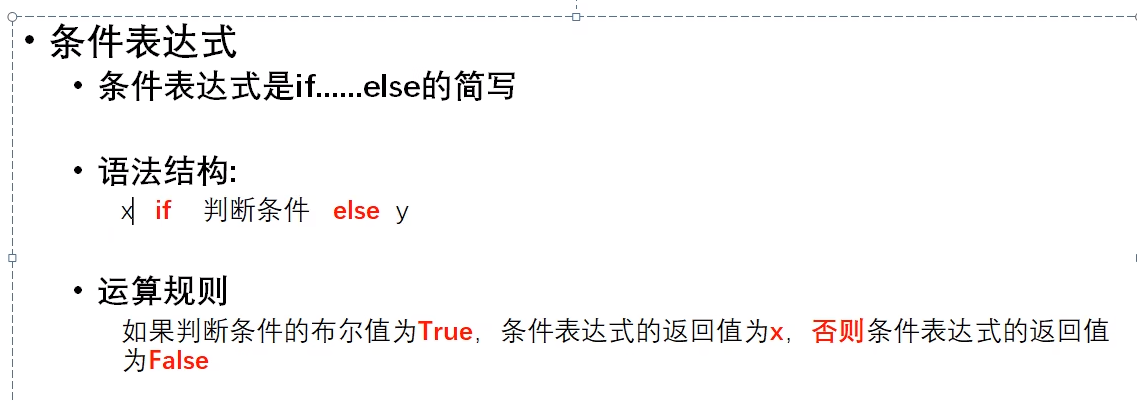 • 条件表达式
• 条件表达式是if......else的简写
• 语法结构:
x if 判断条件 else y
• 运算规则
如果判断条件的布尔值为True，条件表达式的返回值为x，否则条件表达式的返回值
为False